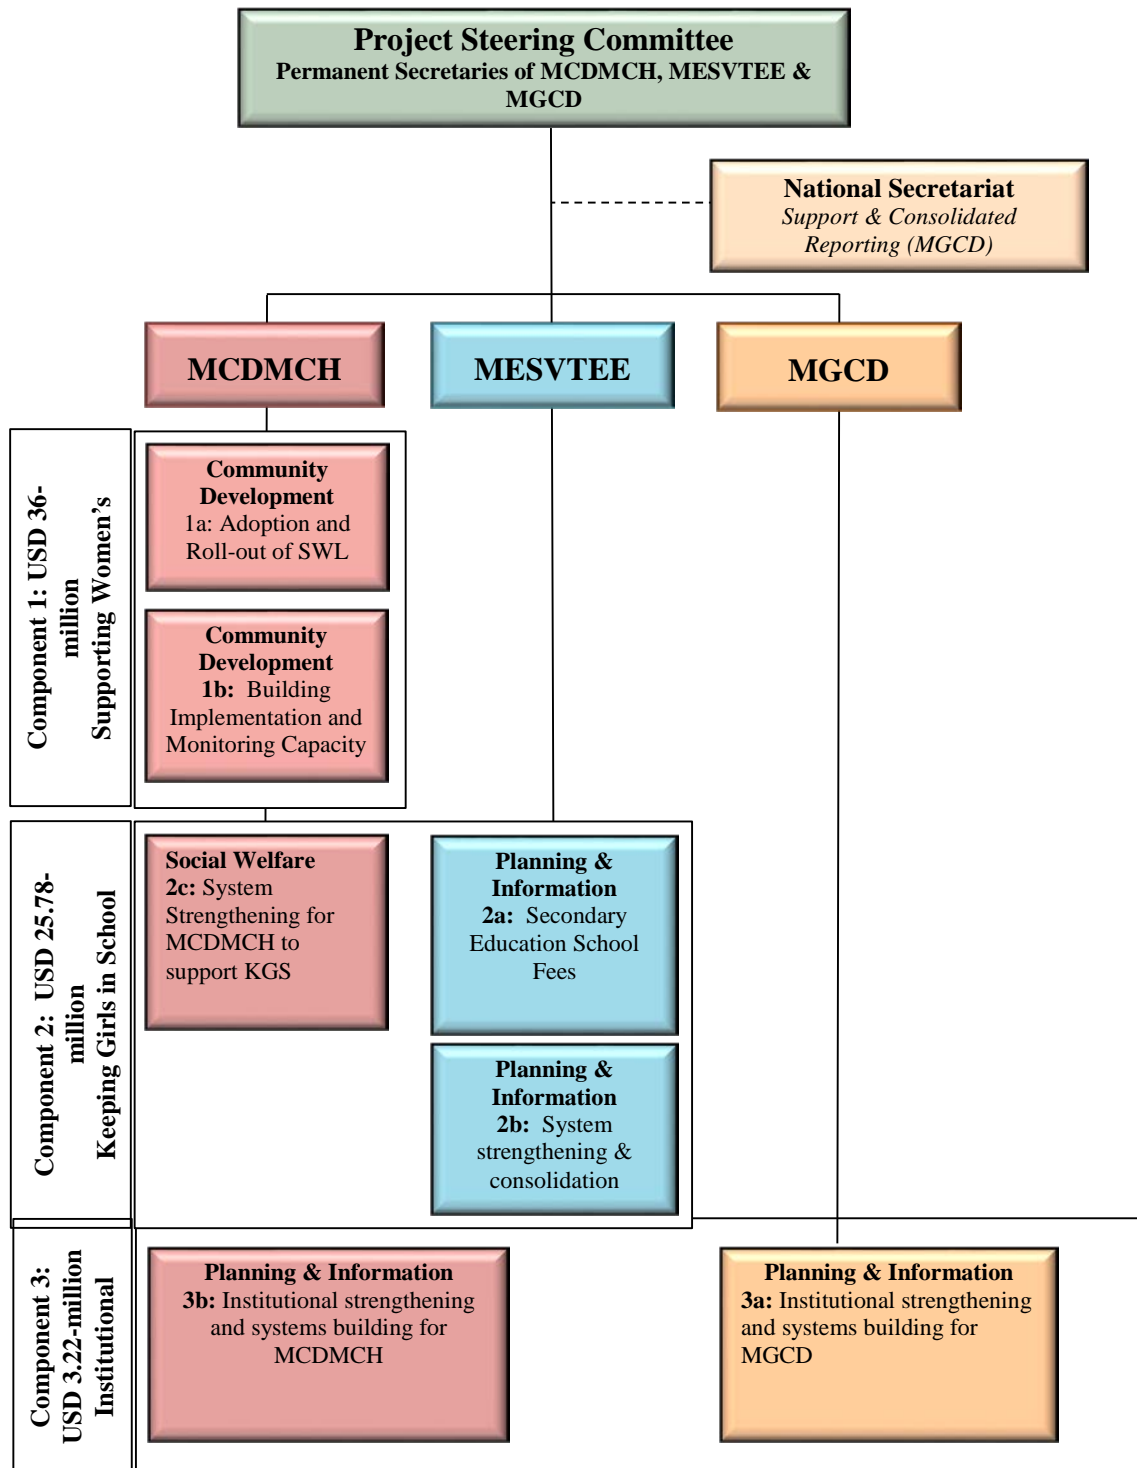 Project Steering Committee
Permanent Secretaries of MCDMCH, MESVTEE &
MGCD
National Secretariat
Support & Consolidated
Reporting (MGCD)
MCDMCH
MESVTEE
MGCD
Component 1: USD 36-
million
Supporting Women’s
Community
Development
1a: Adoption and
Roll-out of SWL
Community
Development
1b: Building
Implementation and
Monitoring Capacity
Component 2: USD 25.78-
million
Keeping Girls in School
Social Welfare
2c: System
Strengthening for
MCDMCH to
support KGS
Planning &
Information
2a: Secondary
Education School
Fees
Planning &
Information
2b: System
strengthening &
consolidation
Component 3:
USD 3.22-million
Institutional
Planning & Information
3b: Institutional strengthening
and systems building for
MCDMCH
Planning & Information
3a: Institutional strengthening
and systems building for
MGCD